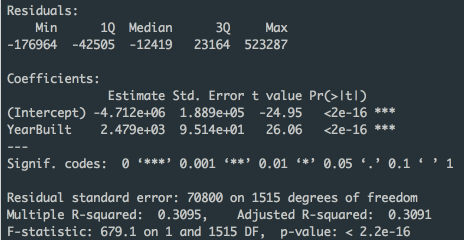 Residuals:
    Min      1Q  Median      3Q     Max
-176964  -42505  -12419   23164  523287

Coefficients:
              Estimate Std. Error t value Pr(>|t|)
(Intercept) -4.712e+06  1.889e+05  -24.95   <2e-16 ***
YearBuilt    2.479e+03  9.514e+01   26.06   <2e-16 ***
---
Signif. codes:  0 ‘***’ 0.001 ‘**’ 0.01 ‘*’ 0.05 ‘.’ 0.1 ‘ ’ 1

Residual standard error: 70800 on 1515 degrees of freedom
Multiple R-squared:  0.3095,    Adjusted R-squared:  0.3091
F-statistic: 679.1 on 1 and 1515 DF,  p-value: < 2.2e-16